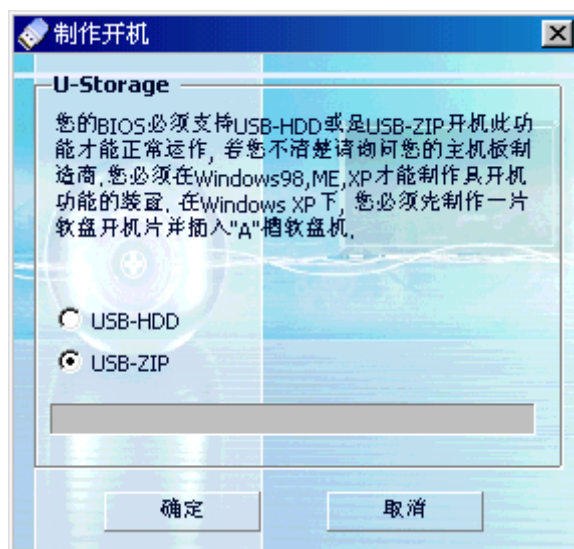 制作开机
U-Storage
您的BIOS必须支持USB-HDD或是USB-ZIP开机此功
能才能正常运作, 若您不清楚请询问您的主机板制
造商.您必须在Windows98,ME,XP才能制作具开机
功能的装置. 在Windows XP下, 您必须先制作一片
软盘开机片并插入"A"槽软盘机.
USB-HDD
USB-ZIP
确定
取消